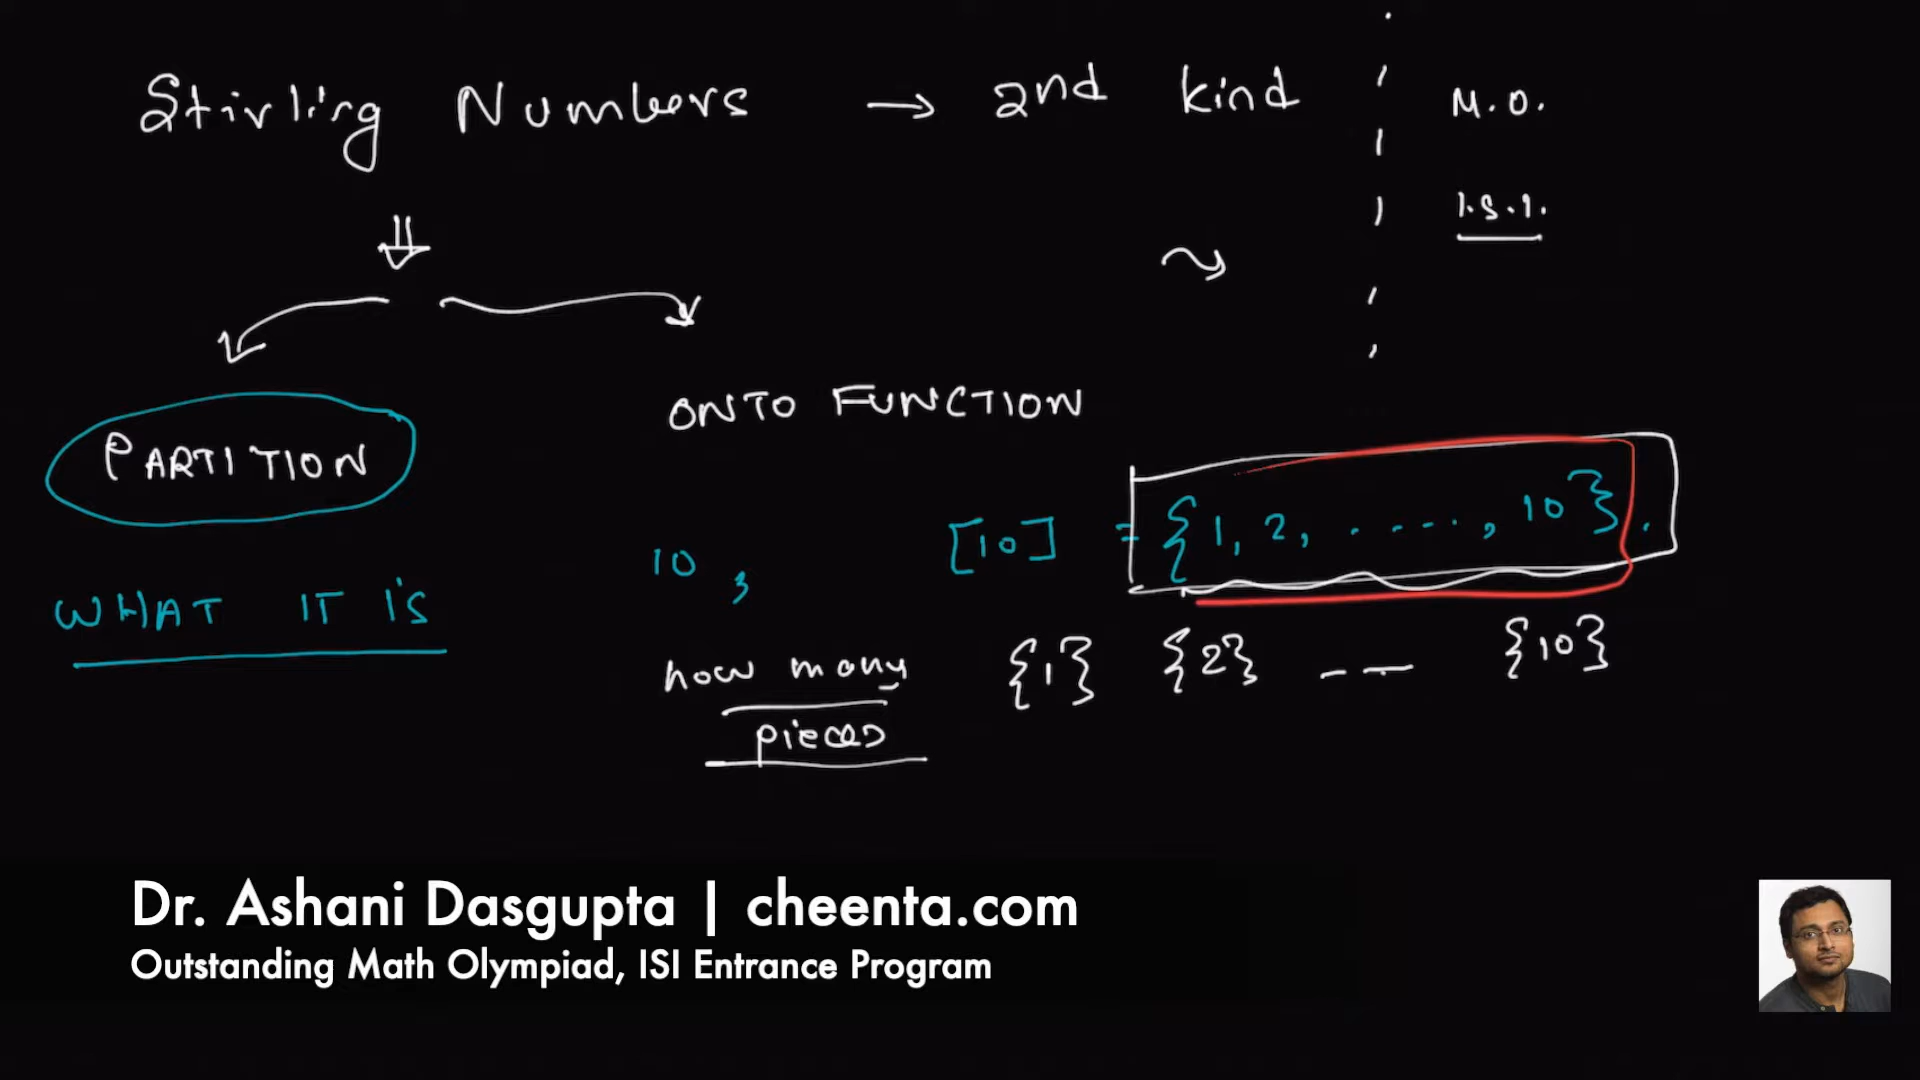 Stirling Numbers → 2nd kind
M.O.
I.S.I.
PARTITION
ONTO FUNCTION
WHAT IT IS
10,
[10] = {1, 2, . - - - ., 10}.
how many
pieces
{1} {2} - - {10}
Dr. Ashani Dasgupta | cheenta.com
Outstanding Math Olympiad, ISI Entrance Program